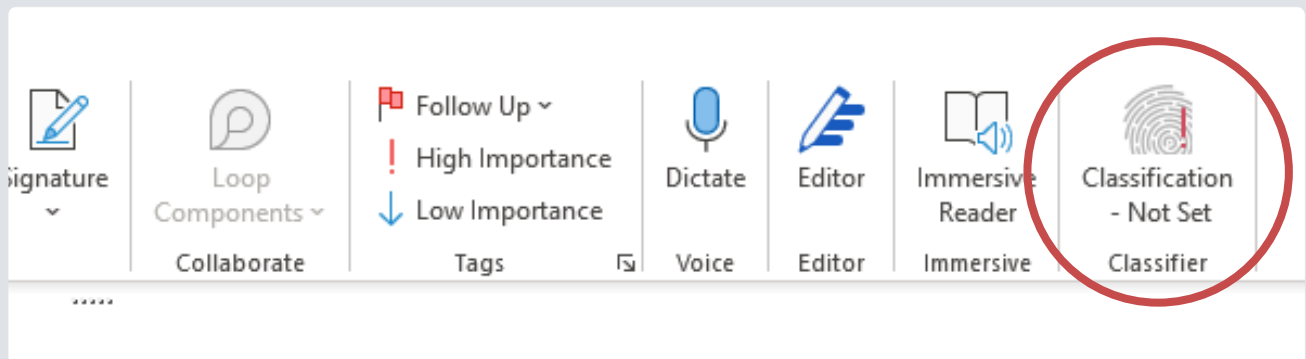 Signature
Loop
Components
Collaborate
Follow Up
High Importance
Low Importance
Tags
Dictate
Voice
Editor
Editor
Immersive
Reader
Immersive
Classification
- Not Set
Classifier